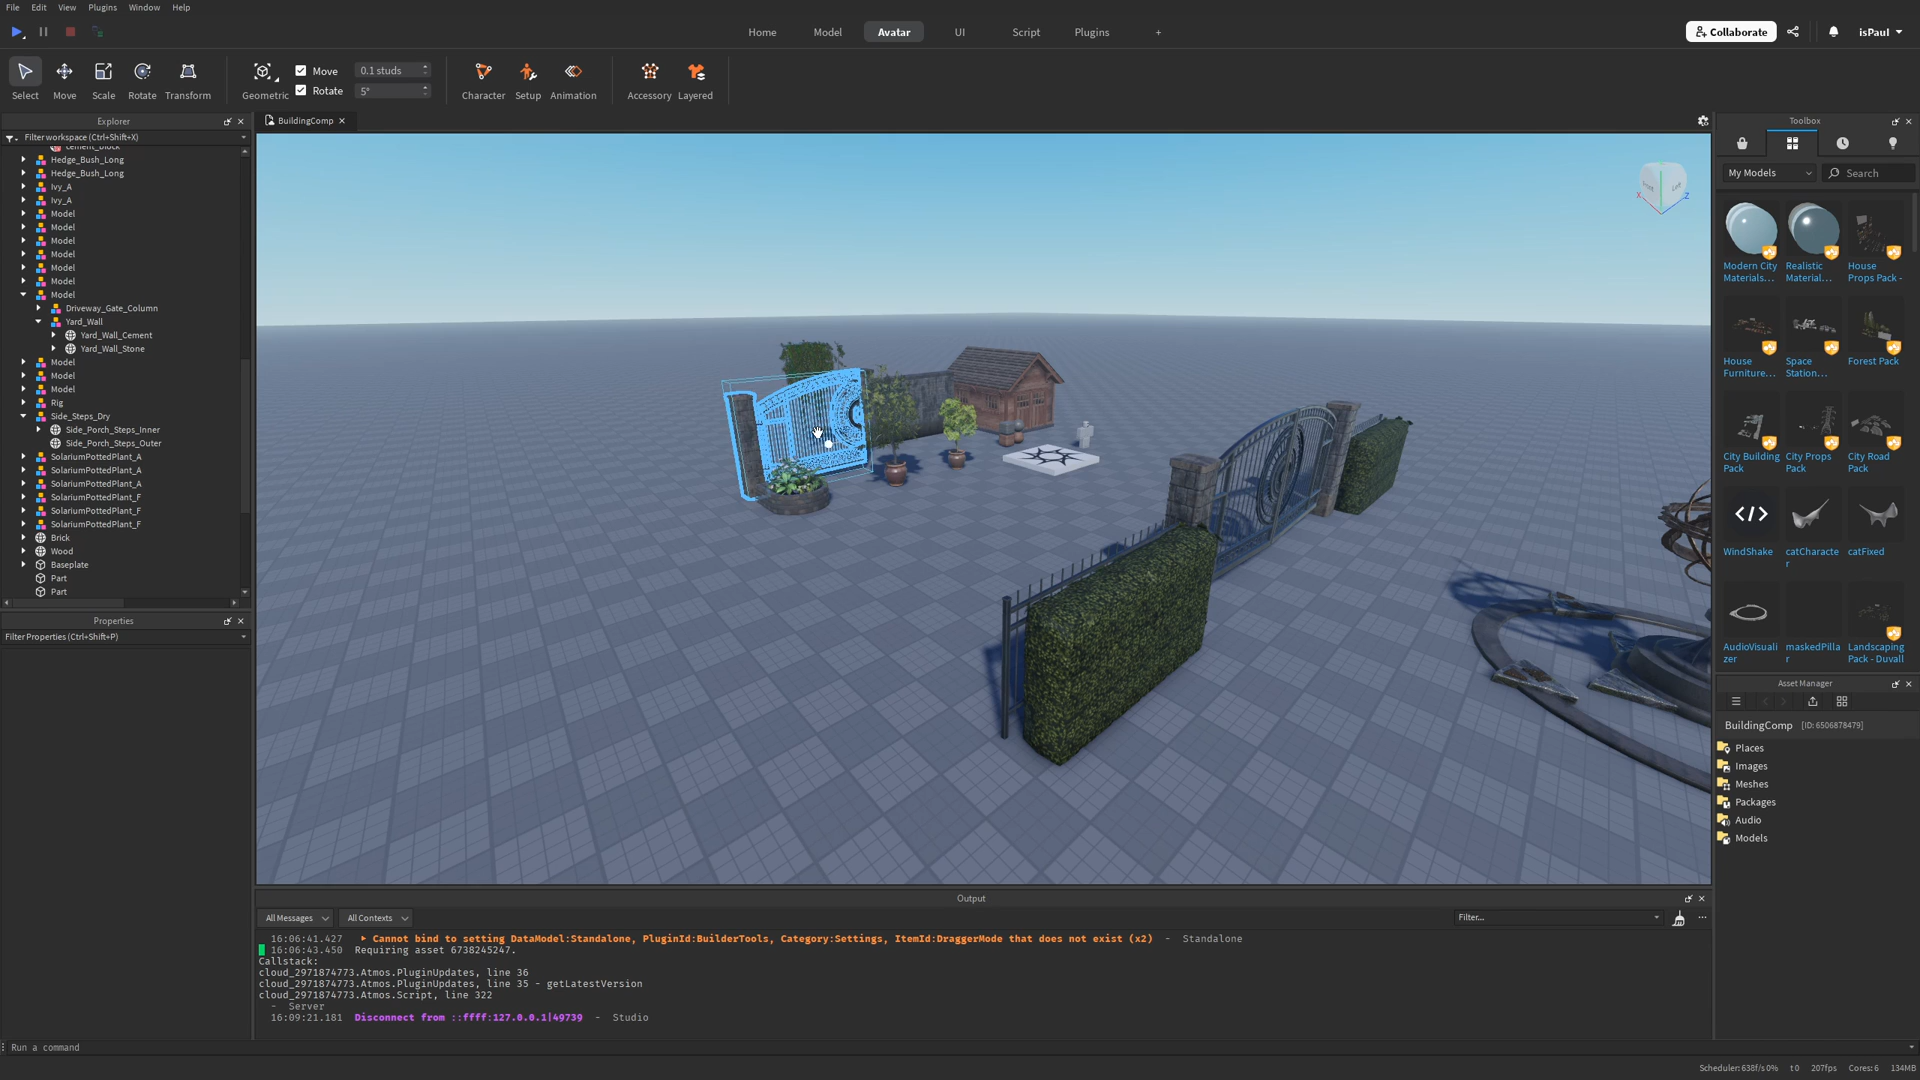 File Edit View Plugins Window Help
Home Model Avatar UI Script Plugins +
Collaborate isPaul
Select Move Scale Rotate Transform
Geometric
Move 0.1 studs
Rotate 5°
Character Setup Animation
Accessory Layered
Explorer
Filter workspace (Ctrl+Shift+X)
Cement_Block
Hedge_Bush_Long
Hedge_Bush_Long
Ivy_A
Ivy_A
Model
Model
Model
Model
Model
Model
Model
Driveway_Gate_Column
Yard_Wall
Yard_Wall_Cement
Yard_Wall_Stone
Model
Model
Model
Rig
Side_Steps_Dry
Side_Porch_Steps_Inner
Side_Porch_Steps_Outer
SolariumPottedPlant_A
SolariumPottedPlant_A
SolariumPottedPlant_A
SolariumPottedPlant_F
SolariumPottedPlant_F
SolariumPottedPlant_F
Brick
Wood
Baseplate
Part
Part
Properties
Filter Properties (Ctrl+Shift+P)
BuildingComp
X
Z
Toolbox
My Models
Search
Modern City Materials...
Realistic Material...
House Props Pack -
House Furniture...
Space Station...
Forest Pack
City Building Pack
City Props Pack
City Road Pack
WindShake
catCharacter
catFixed
AudioVisualizer
maskedPillar
Landscaping Pack - Duvall
Asset Manager
BuildingComp [ID: 6506878479]
Places
Images
Meshes
Packages
Audio
Models
Output
All Messages All Contexts Filter...
16:06:41.427 Cannot bind to setting DataModel:Standalone, PluginId:BuilderTools, Category:Settings, ItemId:DraggerMode that does not exist (x2) - Standalone
16:06:43.450 Requiring asset 6738245247.
Callstack:
cloud_2971874773.Atmos.PluginUpdates, line 36
cloud_2971874773.Atmos.PluginUpdates, line 35 - getLatestVersion
cloud_2971874773.Atmos.Script, line 322
- Server
16:09:21.181 Disconnect from ::ffff:127.0.0.1|49739 - Studio
Run a command
Scheduler: 638f/s 0% t0 207fps Cores: 6 134MB